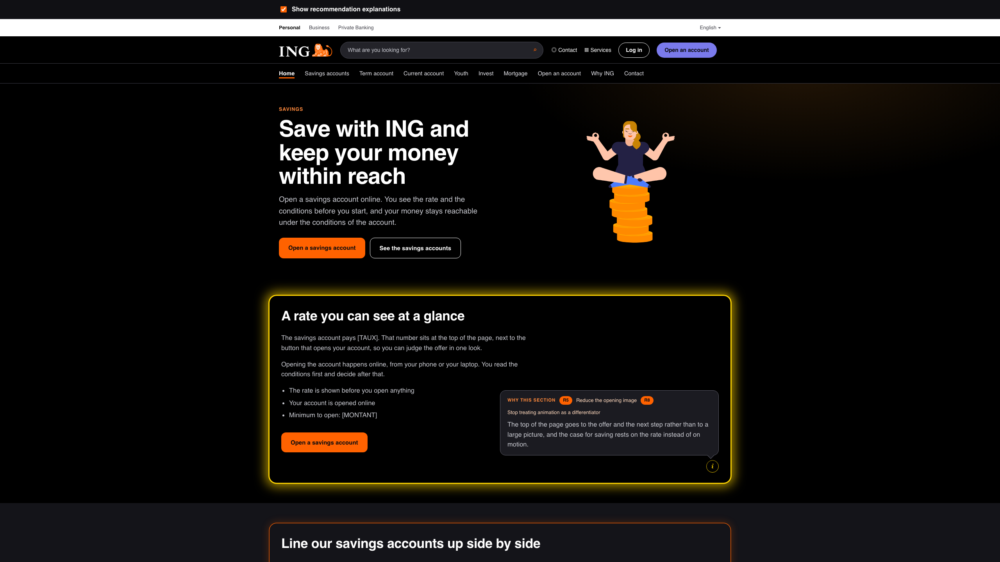 Show recommendation explanations
Personal Business Private Banking English
ING What are you looking for? Contact Services Log in Open an account
Home Savings accounts Term account Current account Youth Invest Mortgage Open an account Why ING Contact
SAVINGS
Save with ING and
keep your money
within reach
Open a savings account online. You see the rate and the
conditions before you start, and your money stays reachable
under the conditions of the account.
Open a savings account See the savings accounts
A rate you can see at a glance
The savings account pays [TAUX]. That number sits at the top of the page, next to the
button that opens your account, so you can judge the offer in one look.
Opening the account happens online, from your phone or your laptop. You read the
conditions first and decide after that.
• The rate is shown before you open anything
• Your account is opened online
• Minimum to open: [MONTANT]
Open a savings account
WHY THIS SECTION R5 Reduce the opening image R8
Stop treating animation as a differentiator
The top of the page goes to the offer and the next step rather than to a
large picture, and the case for saving rests on the rate instead of on
motion.
i
Line our savings accounts up side by side